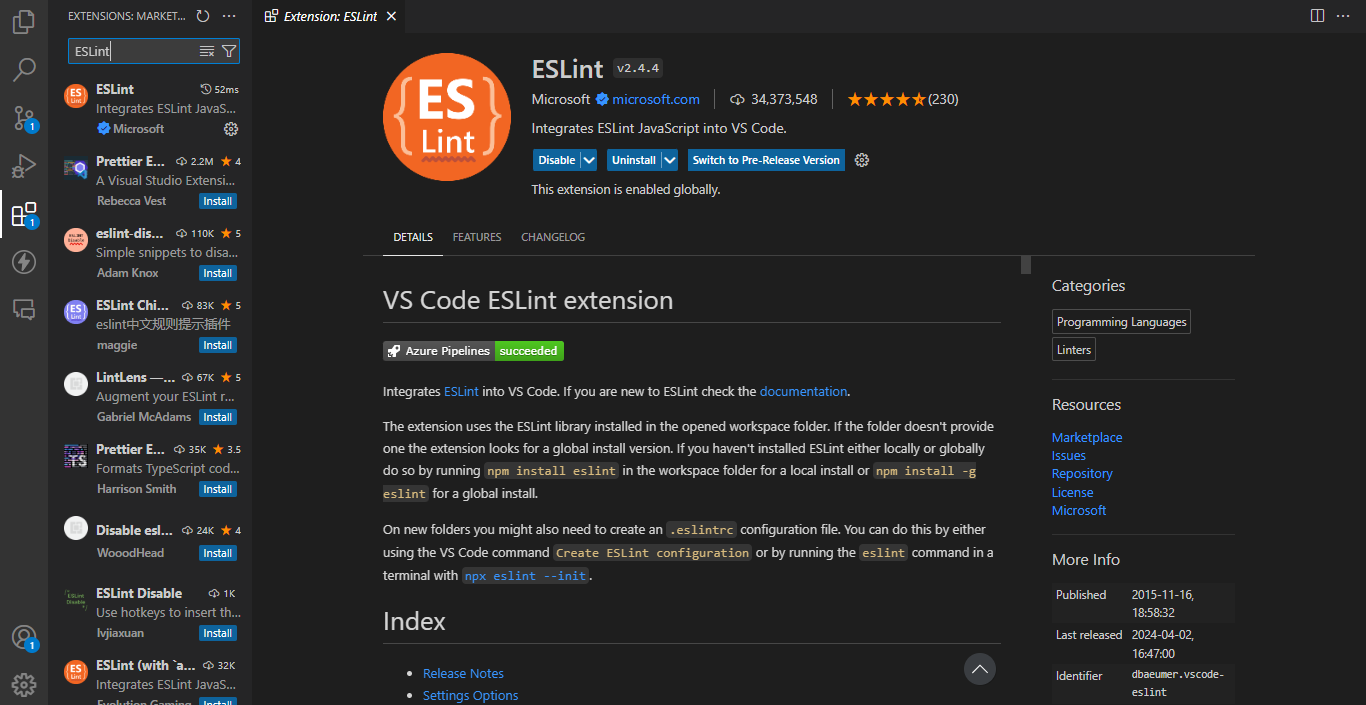 EXTENSIONS: MARKET...
ESLint
ESLint 52ms
Integrates ESLint JavaS...
Microsoft
Prettier E... 2.2M 4
A Visual Studio Extensi...
Rebecca Vest Install
eslint-dis... 110K 5
Simple snippets to disa...
Adam Knox Install
ESLint Chi... 83K 5
eslint中文规则提示插件
maggie Install
LintLens —... 67K 5
Augment your ESLint r...
Gabriel McAdams Install
Prettier E... 35K 3.5
Formats TypeScript cod...
Harrison Smith Install
Disable esl... 24K 4
WooodHead Install
ESLint Disable 1K
Use hotkeys to insert th...
lvjiaxuan Install
ESLint (with `a... 32K
Integrates ESLint JavaS...
Evolution Gaming Install
1
1
1
Extension: ESLint
{ES Lint}
ESLint v2.4.4
Microsoft microsoft.com 34,373,548 (230)
Integrates ESLint JavaScript into VS Code.
Disable Uninstall Switch to Pre-Release Version
This extension is enabled globally.
DETAILS FEATURES CHANGELOG
VS Code ESLint extension
Azure Pipelines succeeded
Integrates ESLint into VS Code. If you are new to ESLint check the documentation.
The extension uses the ESLint library installed in the opened workspace folder. If the folder doesn't provide
one the extension looks for a global install version. If you haven't installed ESLint either locally or globally
do so by running npm install eslint in the workspace folder for a local install or npm install -g
eslint for a global install.
On new folders you might also need to create an .eslintrc configuration file. You can do this by either
using the VS Code command Create ESLint configuration or by running the eslint command in a
terminal with npx eslint --init.
Index
Release Notes
Settings Options
Categories
Programming Languages
Linters
Resources
Marketplace
Issues
Repository
License
Microsoft
More Info
Published 2015-11-16,
18:58:32
Last released 2024-04-02,
16:47:00
Identifier dbaeumer.vscode-
eslint